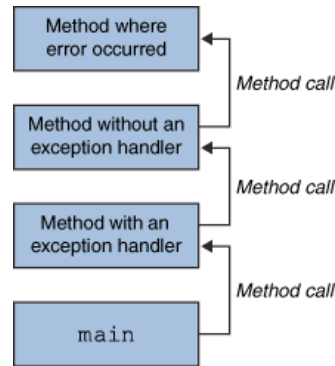 Method where
error occurred
Method call
Method without an
exception handler
Method call
Method with an
exception handler
Method call
main